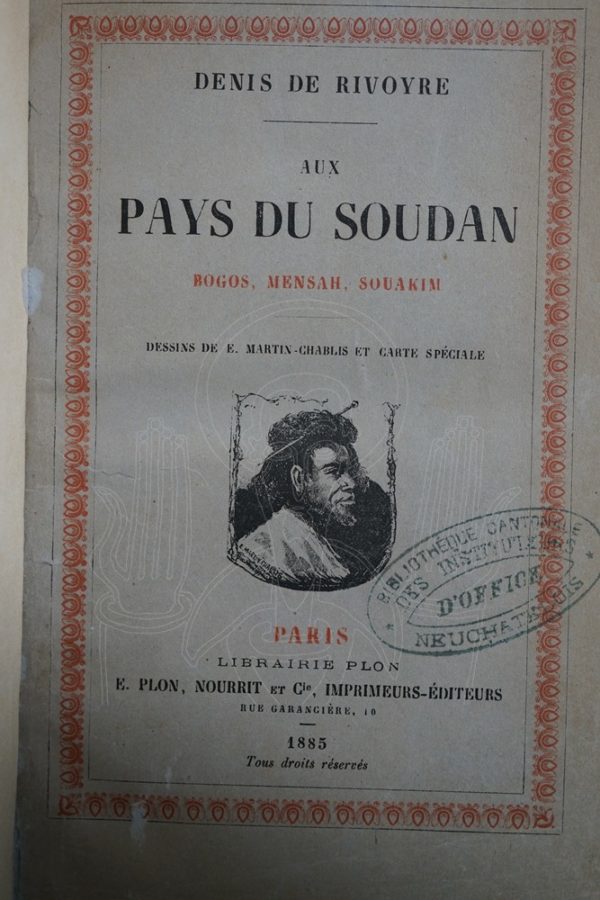 DENIS DE RIVOYRE
AUX
PAYS DU SOUDAN
BOGOS, MENSAH, SOUAKIM
DESSINS DE E. MARTIN-CHABLIS ET CARTE SPÉCIALE
BIBLIOTHÈQUE CANTONALE
DES INSTITUTEURS
D'OFFICE
NEUCHATELOIS
PARIS
LIBRAIRIE PLON
E. PLON, NOURRIT ET Cie, IMPRIMEURS-ÉDITEURS
RUE GARANCIÈRE, 10
1885
Tous droits réservés